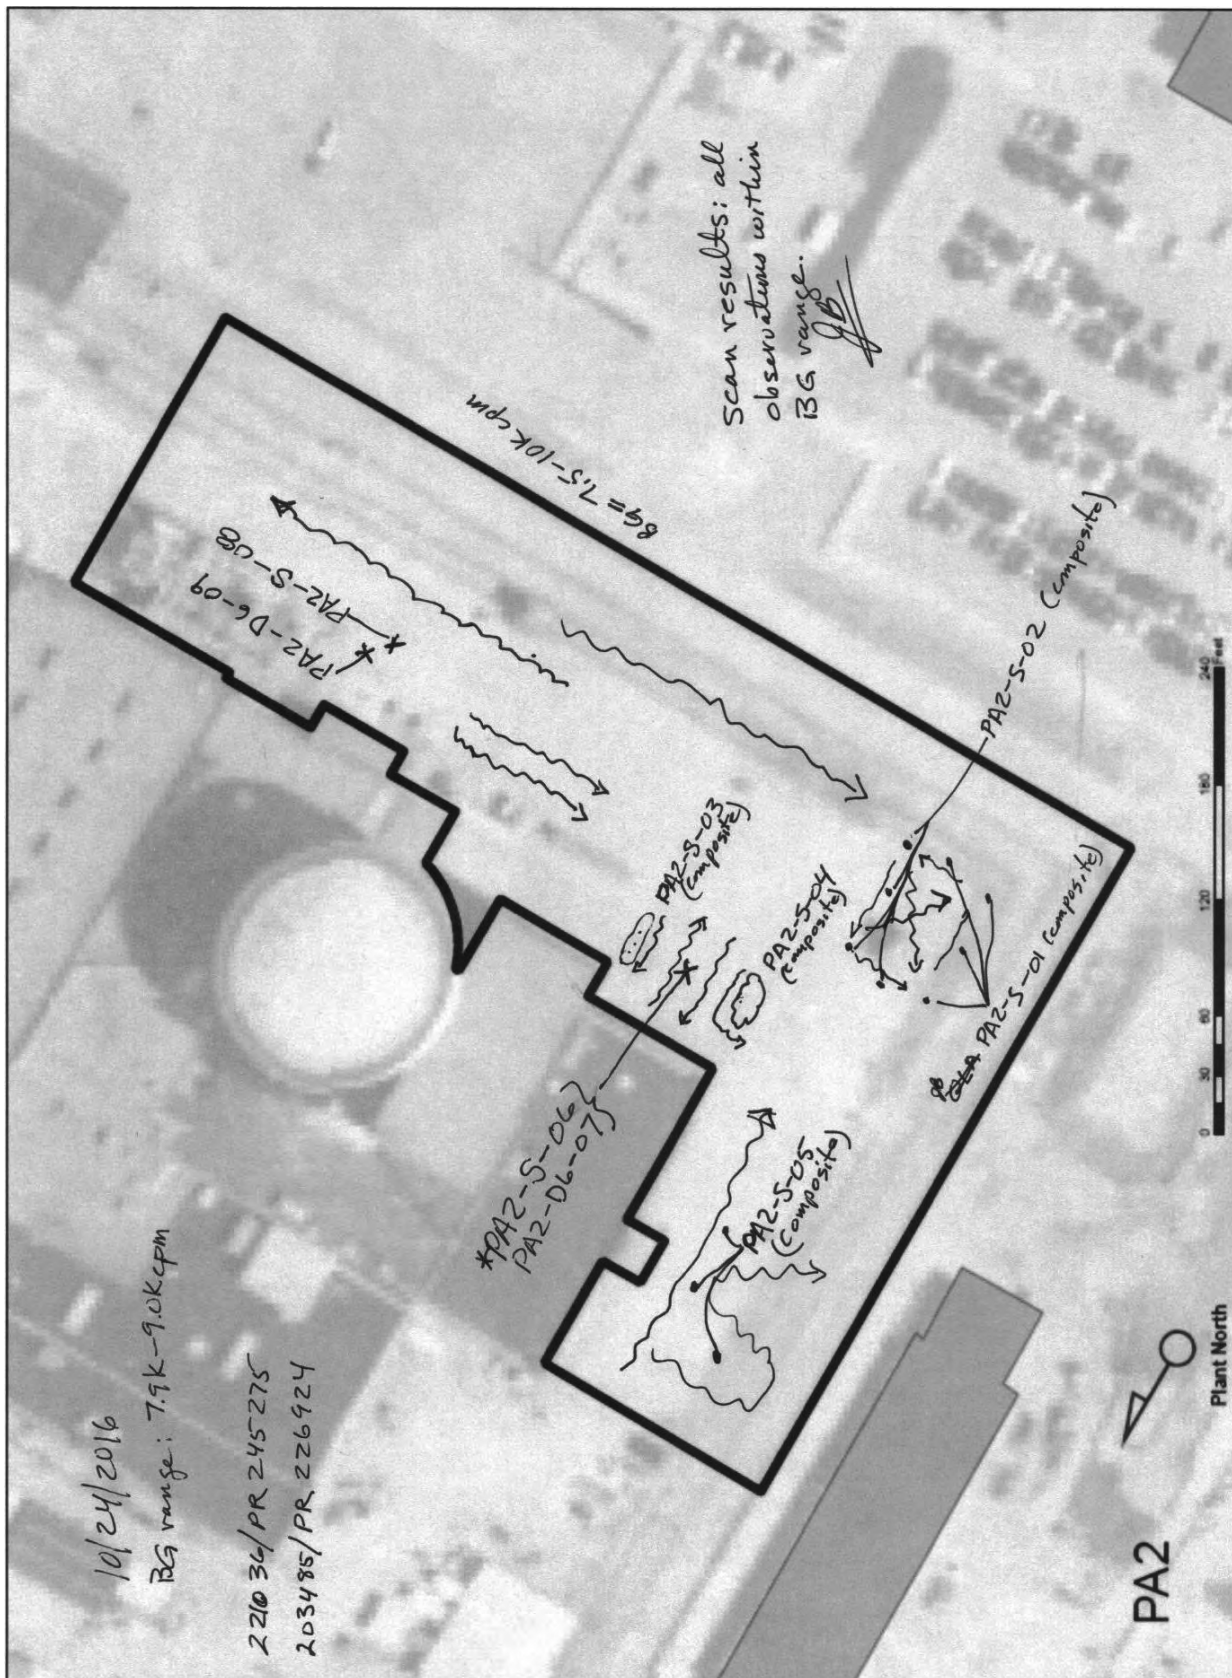 10/24/2016
BG range: 7.9K-9.0Kcpm
221036/PR 245275
203485/PR 226924
PA2-D6-09
PA2-S-08
BG= 7.5-10K cpm
Scan results: all
observations within
BG range.
JB
*PA2-S-06
PA2-D6-07
PA2-S-03
(composite)
PA2-S-04
(composite)
PA2-S-05
(composite)
PA2-S-02 (composite)
JB
PA2-S-01 (composite)
PA2
Plant North
0 30 60 120 180 240
Feet